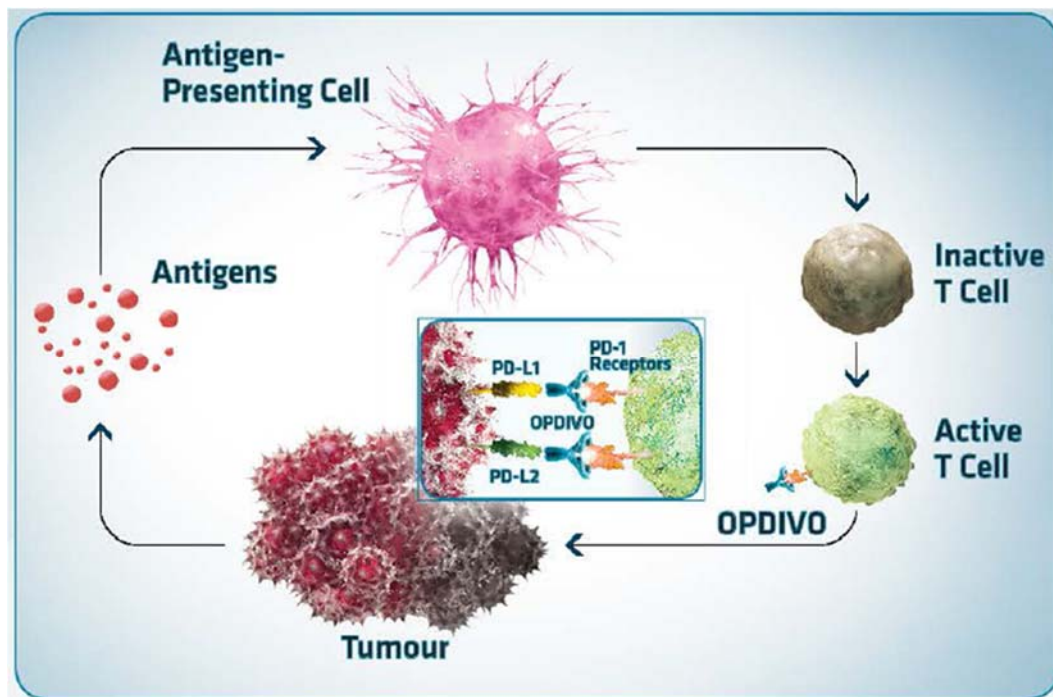 Antigen-
Presenting Cell
Antigens
Inactive
T Cell
PD-L1
PD-1
Receptors
OPDIVO
PD-L2
Active
T Cell
OPDIVO
Tumour